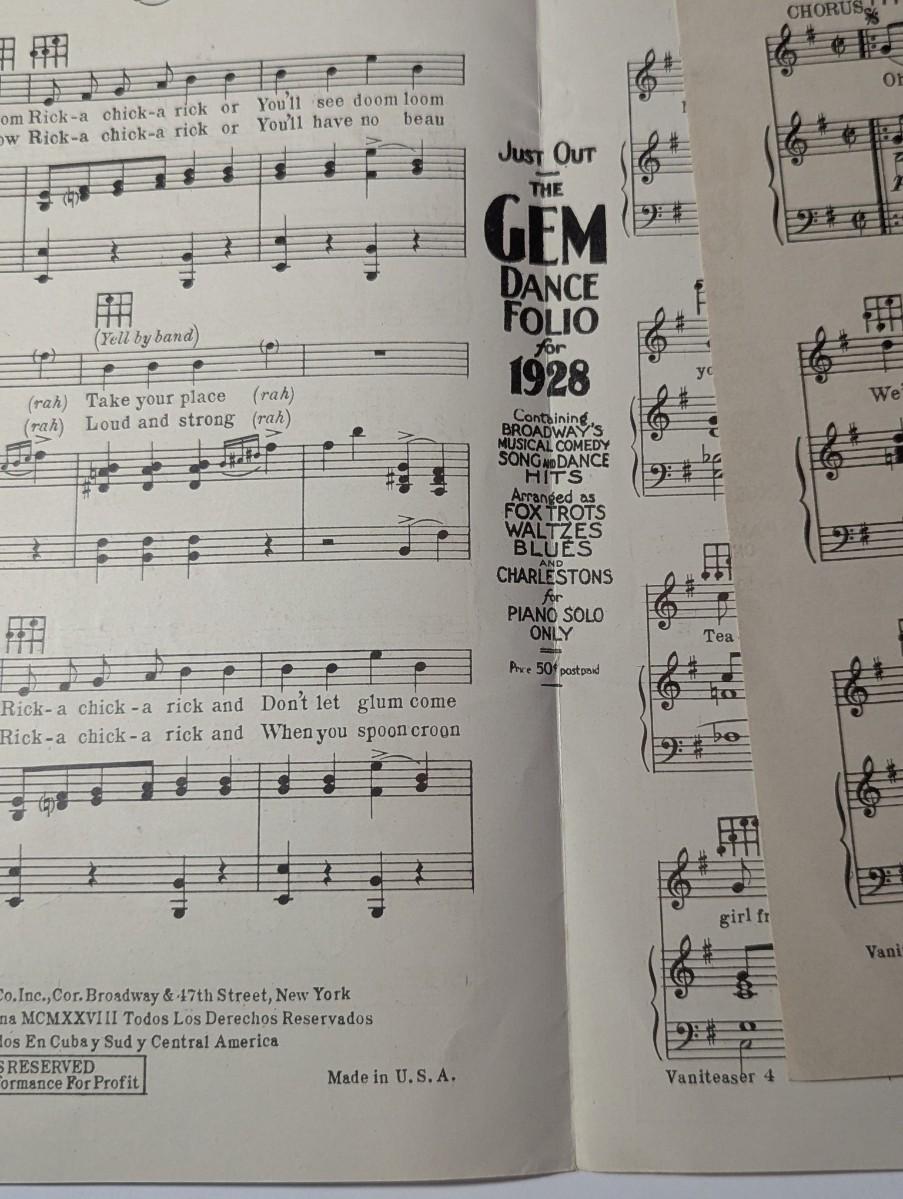 om Rick-a chick-a rick or You'll see doom loom
ow Rick-a chick-a rick or You'll have no beau
(Yell by band)
(rah) Take your place (rah)
(rah) Loud and strong (rah)
Rick-a chick-a rick and Don't let glum come
Rick-a chick-a rick and When you spoon croon
Co.Inc., Cor. Broadway & 47th Street, New York
na MCMXXVIII Todos Los Derechos Reservados
dos En Cuba y Sud y Central America
S RESERVED
formance For Profit
Made in U.S.A.
JUST OUT
THE
GEM
DANCE
FOLIO
for
1928
Containing
BROADWAY'S
MUSICAL COMEDY
SONG AND DANCE
HITS
Arranged as
FOX TROTS
WALTZES
BLUES
AND
CHARLESTONS
for
PIANO SOLO
ONLY
Price 50¢ postpaid
yo
Tea
girl fr
Vaniteaser 4
CHORUS
Oh
We'
Vani